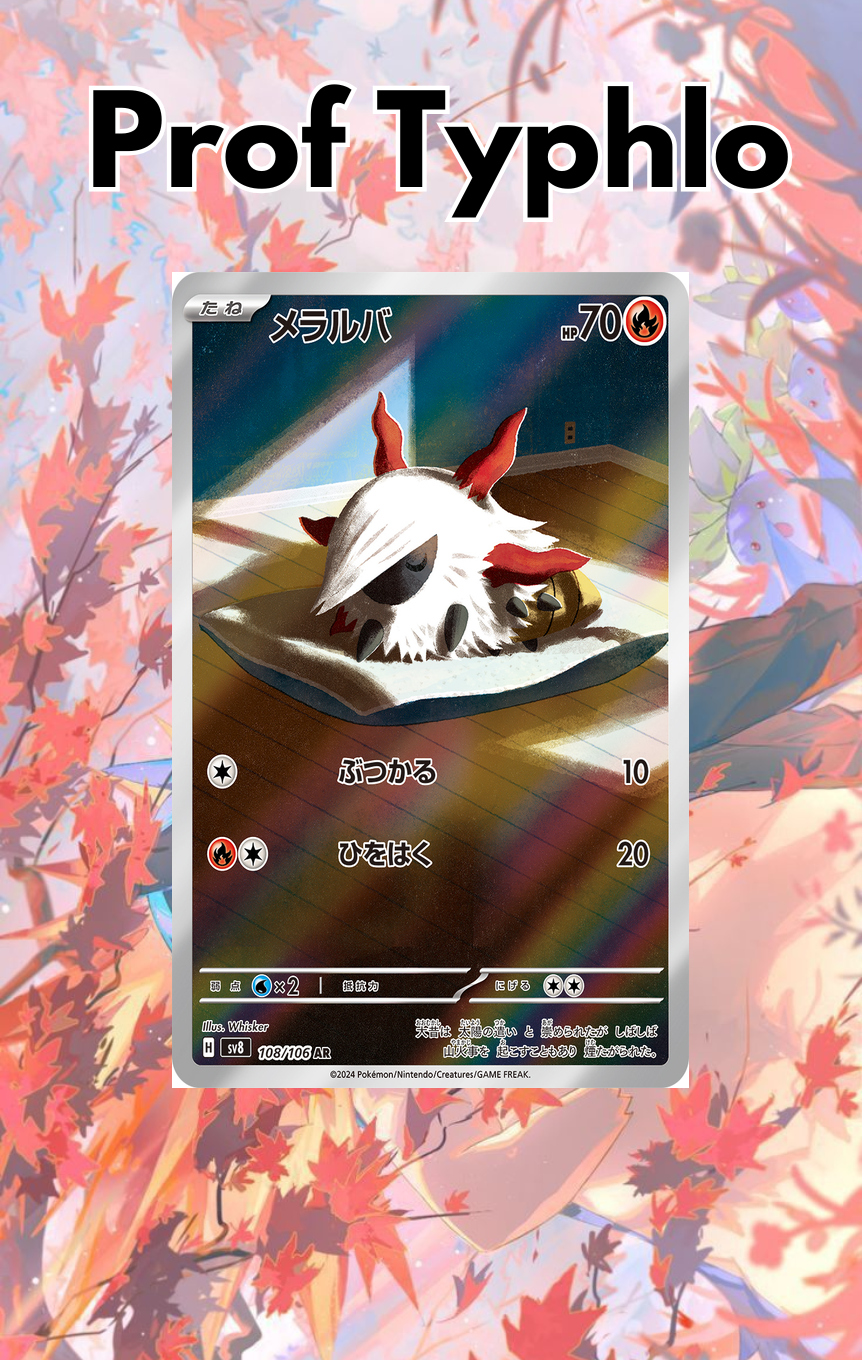 Prof Typhlo
たね
メラルバ
HP70
ぶつかる 10
ひをはく 20
弱点 ×2 抵抗力 にげる
Illus. Whisker
大昔は 太陽の遣い と 崇められたが しばしば
山火事を 起こすこともあり 煙たがられた。
H sv8 108/106 AR
©2024 Pokémon/Nintendo/Creatures/GAME FREAK.